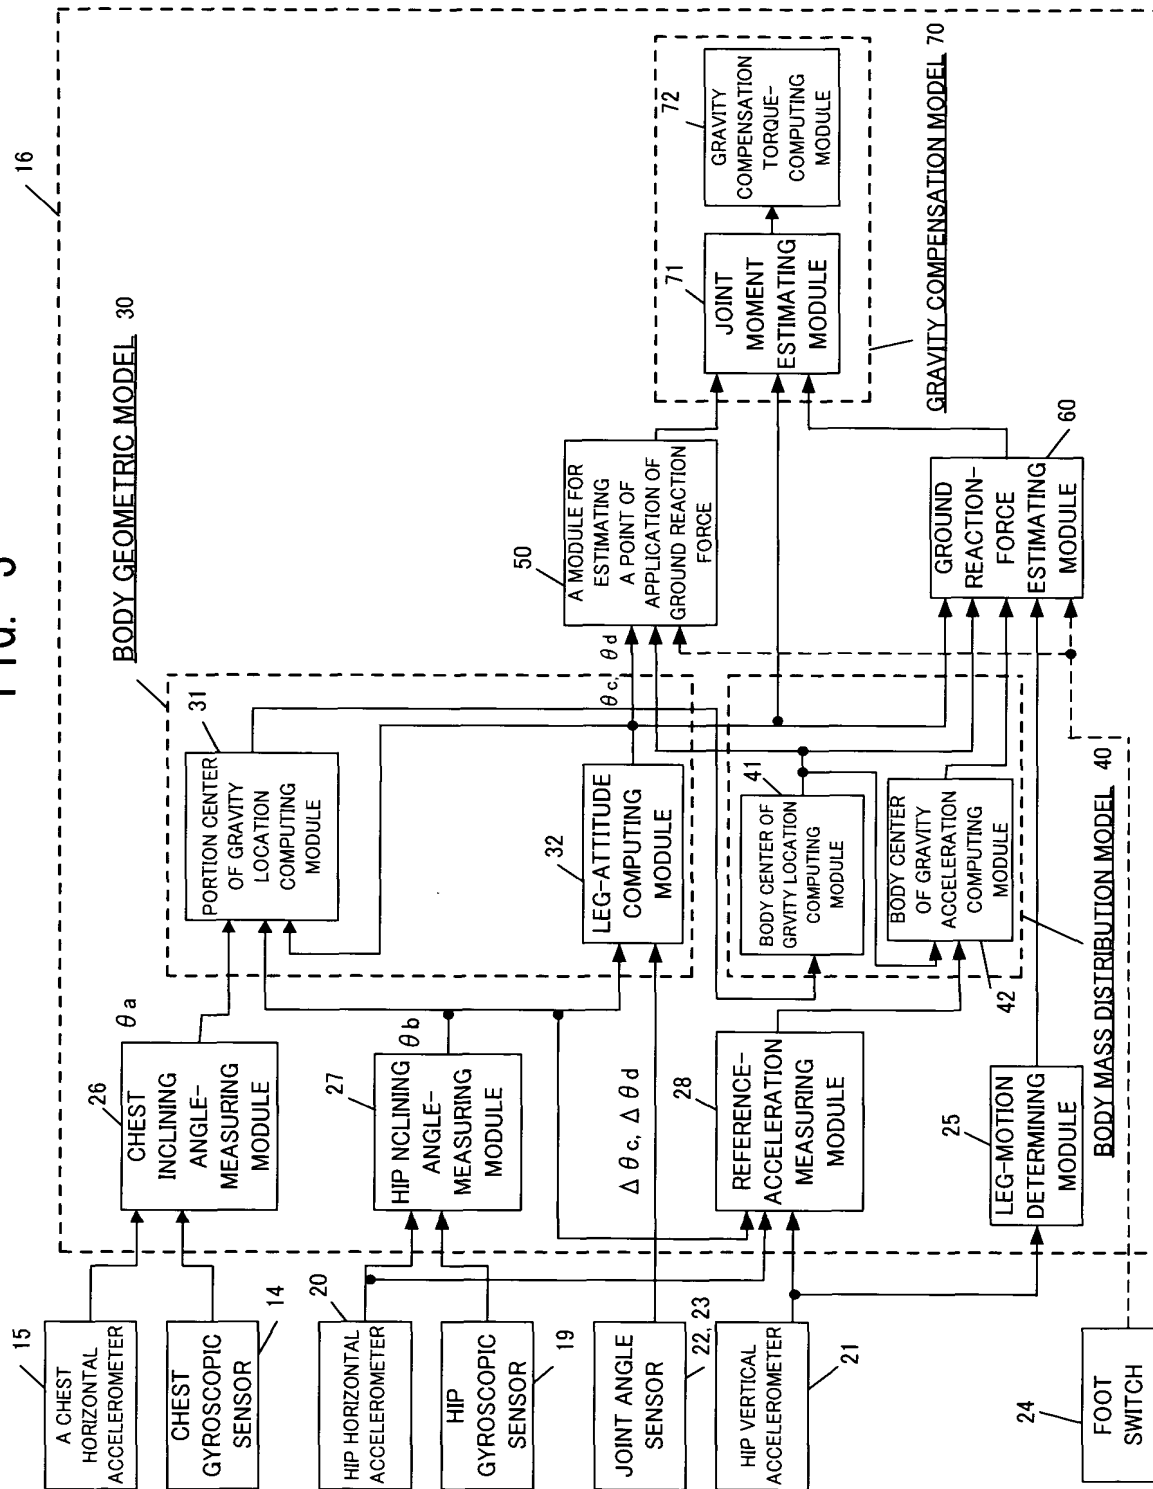 16
BODY GEOMETRIC MODEL 30
31
PORTION CENTER
OF GRAVITY
LOCATION
COMPUTING
MODULE
32
LEG-ATTITUDE
COMPUTING
MODULE
θa
26
CHEST
INCLINING
ANGLE-
MEASURING
MODULE
θb
27
HIP NCLINING
ANGLE-
MEASURING
MODULE
Δθc, Δθd
28
REFERENCE-
ACCELERATION
MEASURING
MODULE
25
LEG-MOTION
DETERMINING
MODULE
15
A CHEST
HORIZONTAL
ACCELEROMETER
14
CHEST
GYROSCOPIC
SENSOR
20
HIP HORIZONTAL
ACCELEROMETER
19
HIP
GYROSCOPIC
SENSOR
22, 23
JOINT ANGLE
SENSOR
21
HIP VERTICAL
ACCELEROMETER
24
FOOT
SWITCH
θc, θd
41
BODY CENTER OF
GRVITY LOCATION
COMPUTING
MODULE
42
BODY CENTER
OF GRAVITY
ACCELERATION
COMPUTING
MODULE
BODY MASS DISTRIBUTION MODEL 40
50
A MODULE FOR
ESTIMATING
A POINT OF
APPLICATION OF
GROUND REACTION
FORCE
60
GROUND
REACTION-
FORCE
ESTIMATING
MODULE
71
JOINT
MOMENT
ESTIMATING
MODULE
72
GRAVITY
COMPENSATION
TORQUE-
COMPUTING
MODULE
GRAVITY COMPENSATION MODEL 70